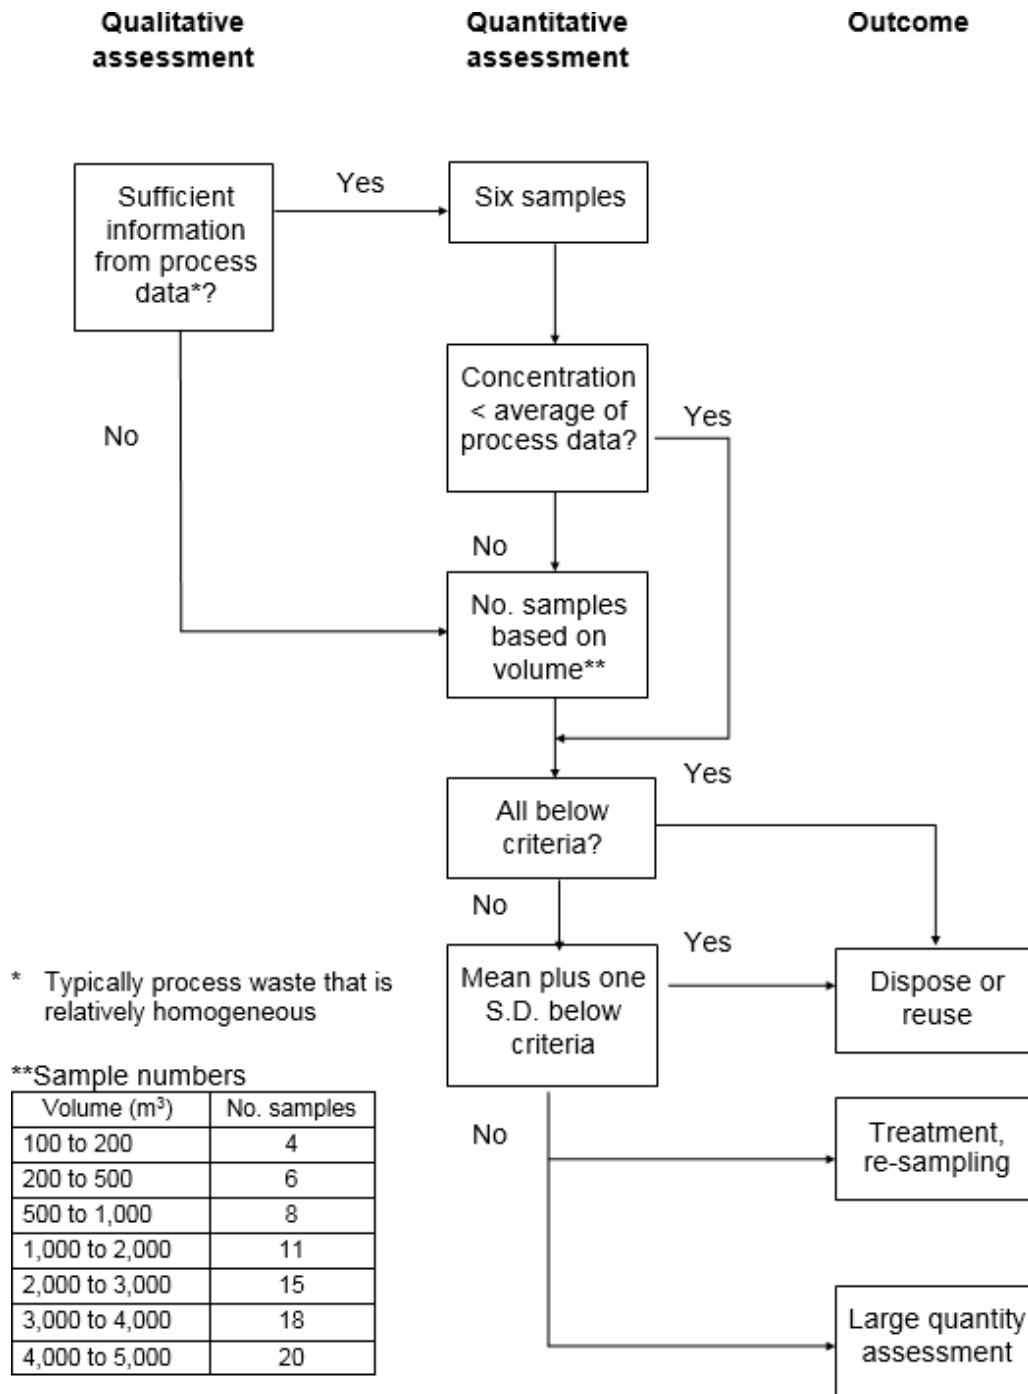 Qualitative
assessment
Quantitative
assessment
Outcome
Sufficient
information
from process
data*?
Yes
Six samples
No
Concentration
< average of
process data?
Yes
No
No. samples
based on
volume**
Yes
All below
criteria?
No
Mean plus one
S.D. below
criteria
Yes
Dispose or
reuse
No
Treatment,
re-sampling
Large quantity
assessment
* Typically process waste that is
relatively homogeneous
**Sample numbers
Volume (m³) No. samples
100 to 200 4
200 to 500 6
500 to 1,000 8
1,000 to 2,000 11
2,000 to 3,000 15
3,000 to 4,000 18
4,000 to 5,000 20